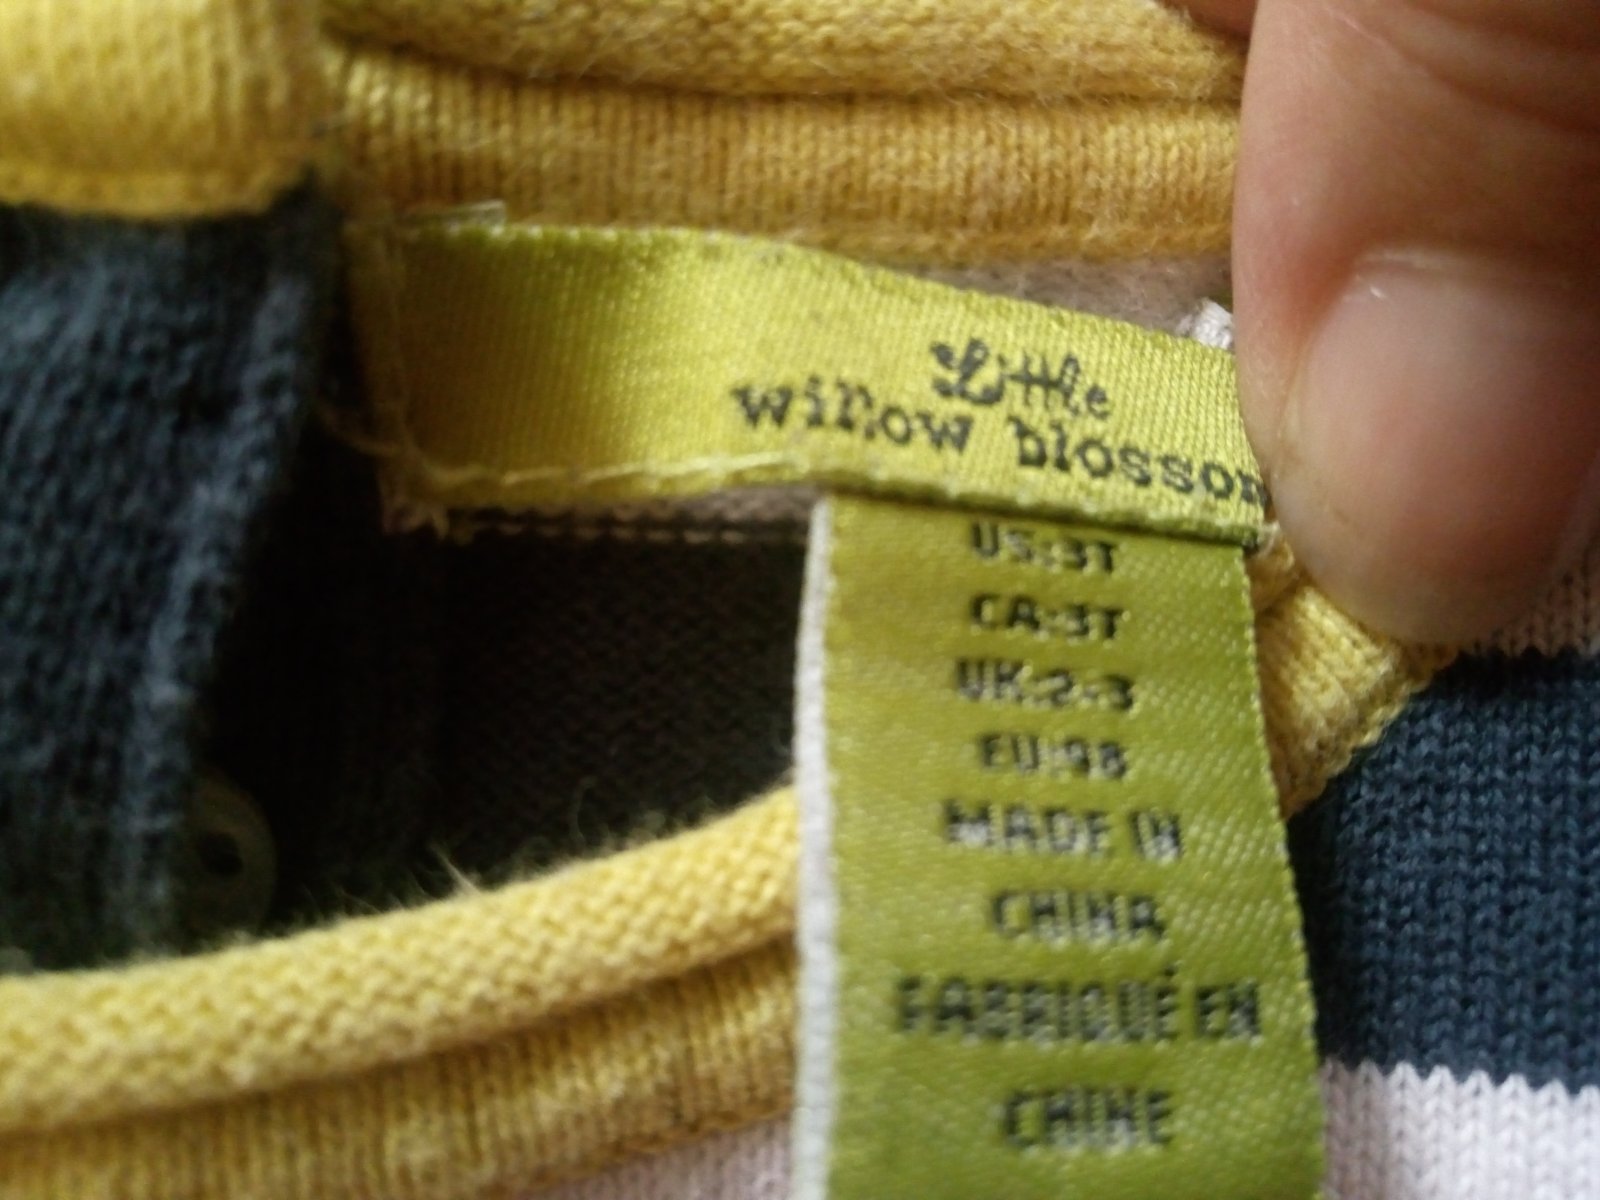 Little
willow blossom
US:3T
CA:3T
UK:2-3
EU:98
MADE IN
CHINA
FABRIQUÉ EN
CHINE